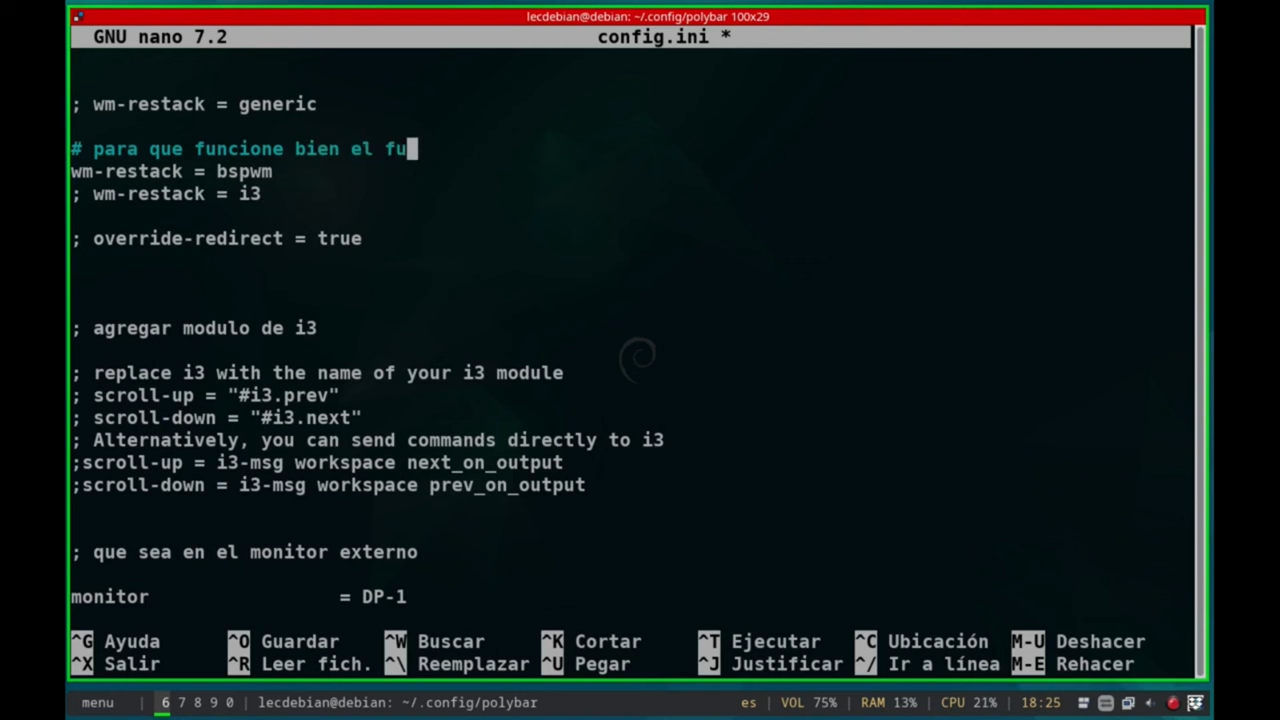 lecdebian@debian: ~/.config/polybar 100x29
GNU nano 7.2 config.ini *
; wm-restack = generic
# para que funcione bien el fu
wm-restack = bspwm
; wm-restack = i3
; override-redirect = true
; agregar modulo de i3
; replace i3 with the name of your i3 module
; scroll-up = "#i3.prev"
; scroll-down = "#i3.next"
; Alternatively, you can send commands directly to i3
;scroll-up = i3-msg workspace next_on_output
;scroll-down = i3-msg workspace prev_on_output
; que sea en el monitor externo
monitor = DP-1
^G Ayuda ^O Guardar ^W Buscar ^K Cortar ^T Ejecutar ^C Ubicación M-U Deshacer
^X Salir ^R Leer fich. ^\ Reemplazar ^U Pegar ^J Justificar ^/ Ir a línea M-E Rehacer
menu | 6 7 8 9 0 | lecdebian@debian: ~/.config/polybar es | VOL 75% | RAM 13% | CPU 21% | 18:25